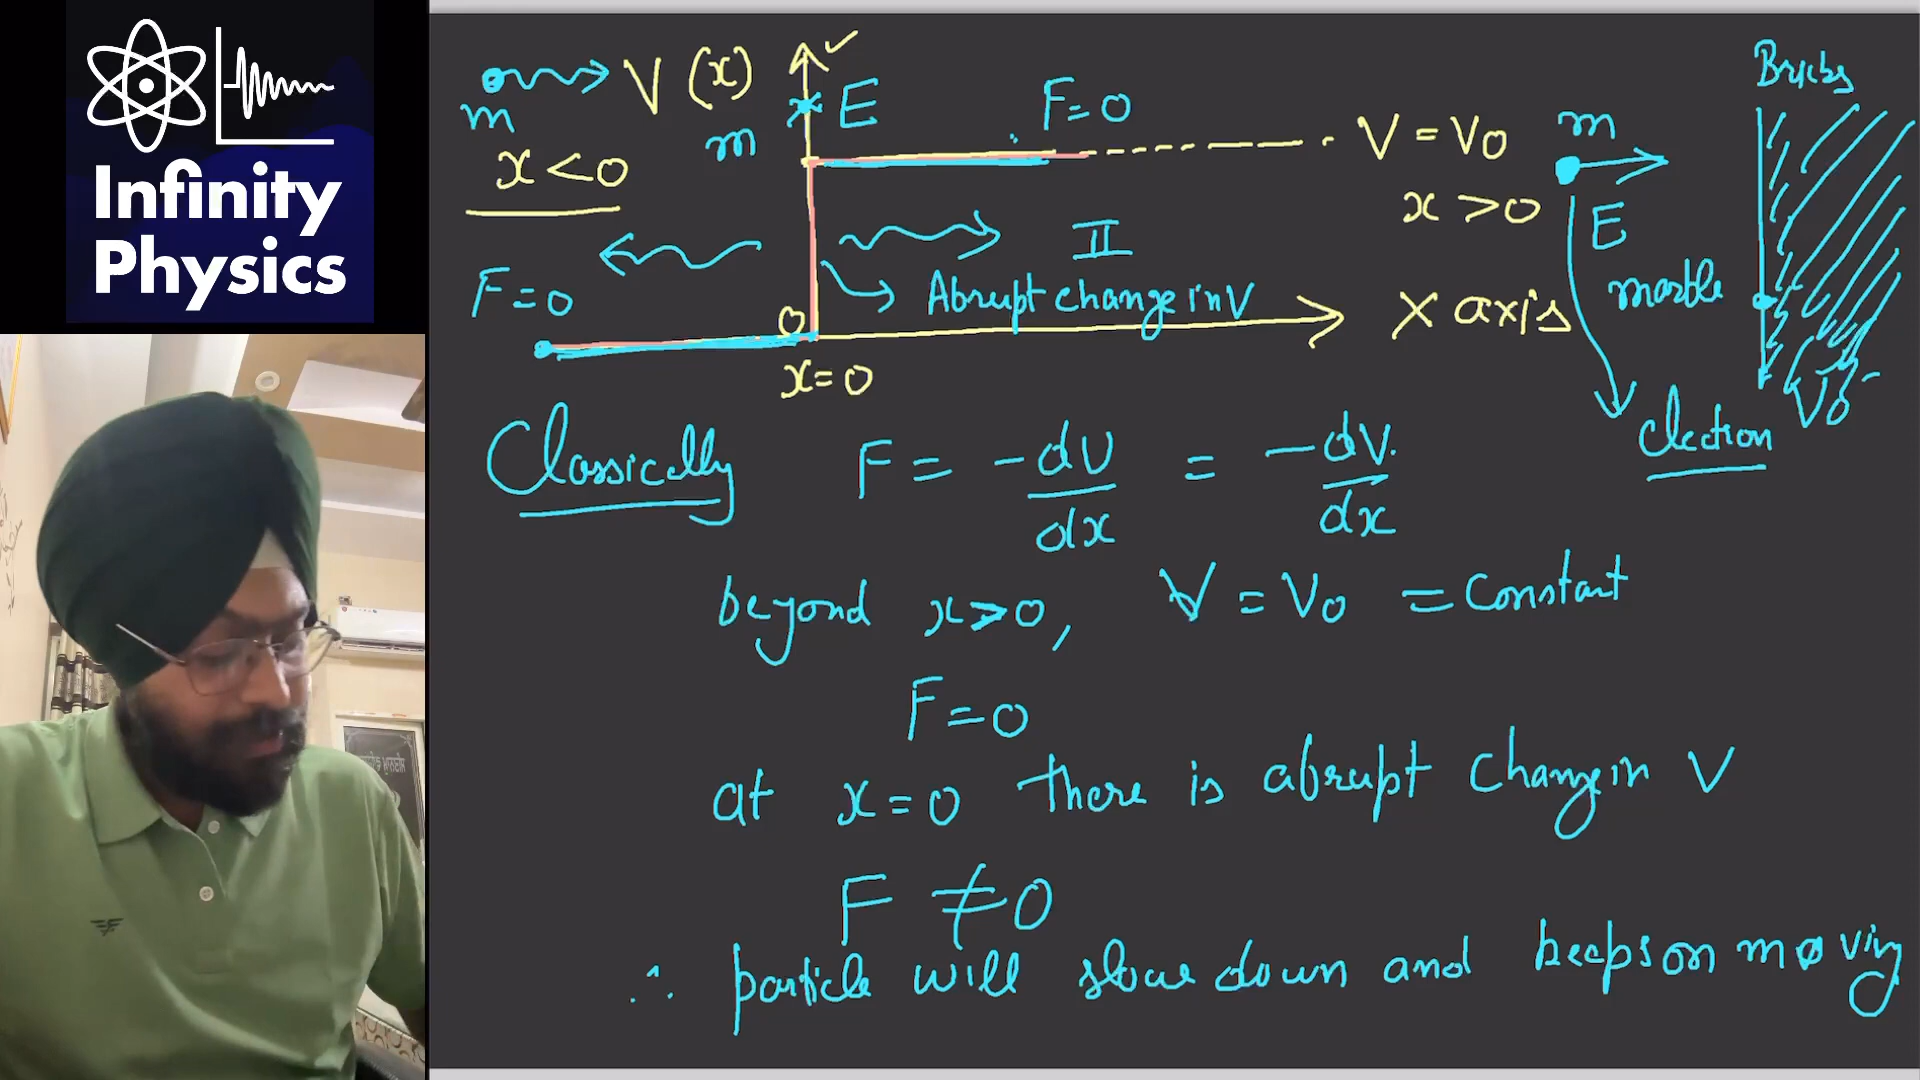 Infinity
Physics
m
V (x)
x < 0
m
E
F = 0
V = V0
x > 0
F = 0
II
Abrupt change in V
0
x = 0
X axis
m
E
marble
Electron
V0
Classically F = -dU/dx = -dV/dx
beyond x > 0, V = V0 = Constant
F = 0
at x = 0 there is abrupt change in V
F ≠ 0
∴ particle will slow down and keeps on moving